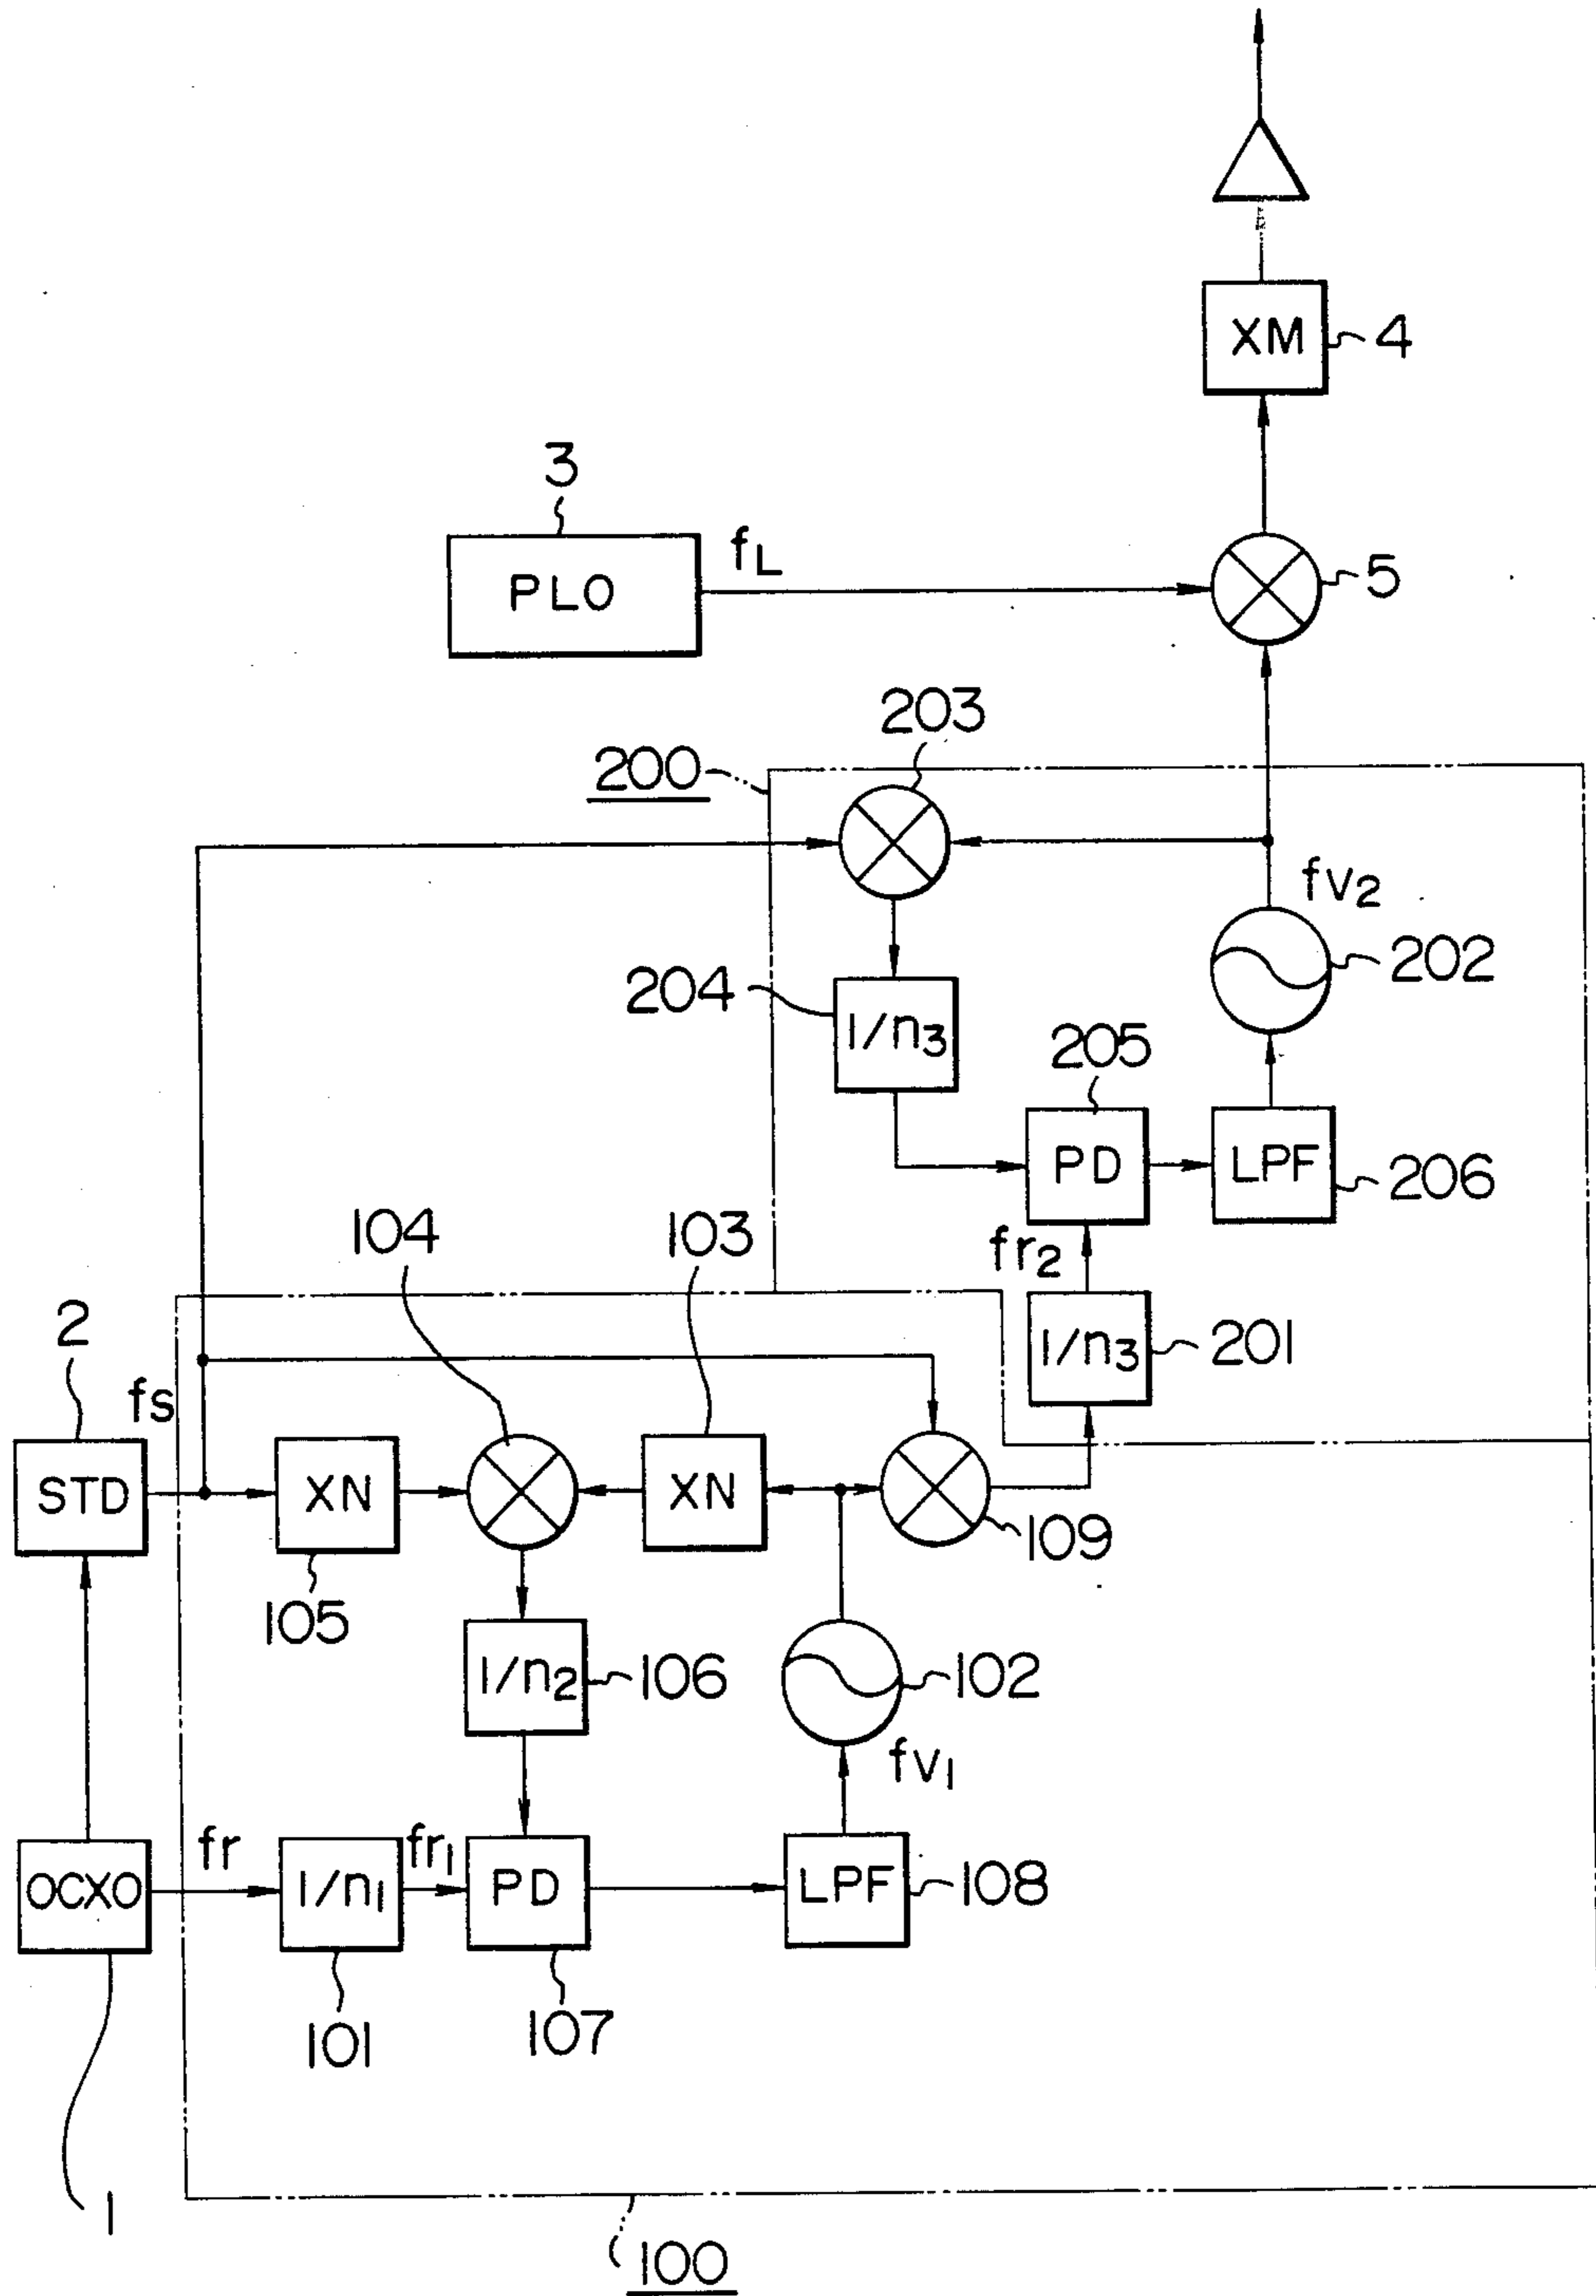 XM
4
3
PLO
fL
5
203
200
fv2
202
204
1/n3
205
PD
LPF
206
fr2
104
103
1/n3
201
2
fs
STD
XN
XN
109
105
1/n2
106
102
fv1
OCXO
fr
1/n1
fr1
PD
LPF
108
101
107
1
100